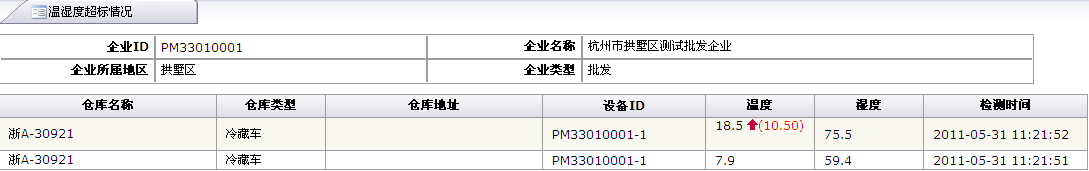 温湿度超标情况
企业ID PM33010001 企业名称 杭州市拱墅区测试批发企业
企业所属地区 拱墅区 企业类型 批发
仓库名称 仓库类型 仓库地址 设备ID 温度 湿度 检测时间
浙A-30921 冷藏车 PM33010001-1 18.5 (10.50) 75.5 2011-05-31 11:21:52
浙A-30921 冷藏车 PM33010001-1 7.9 59.4 2011-05-31 11:21:51